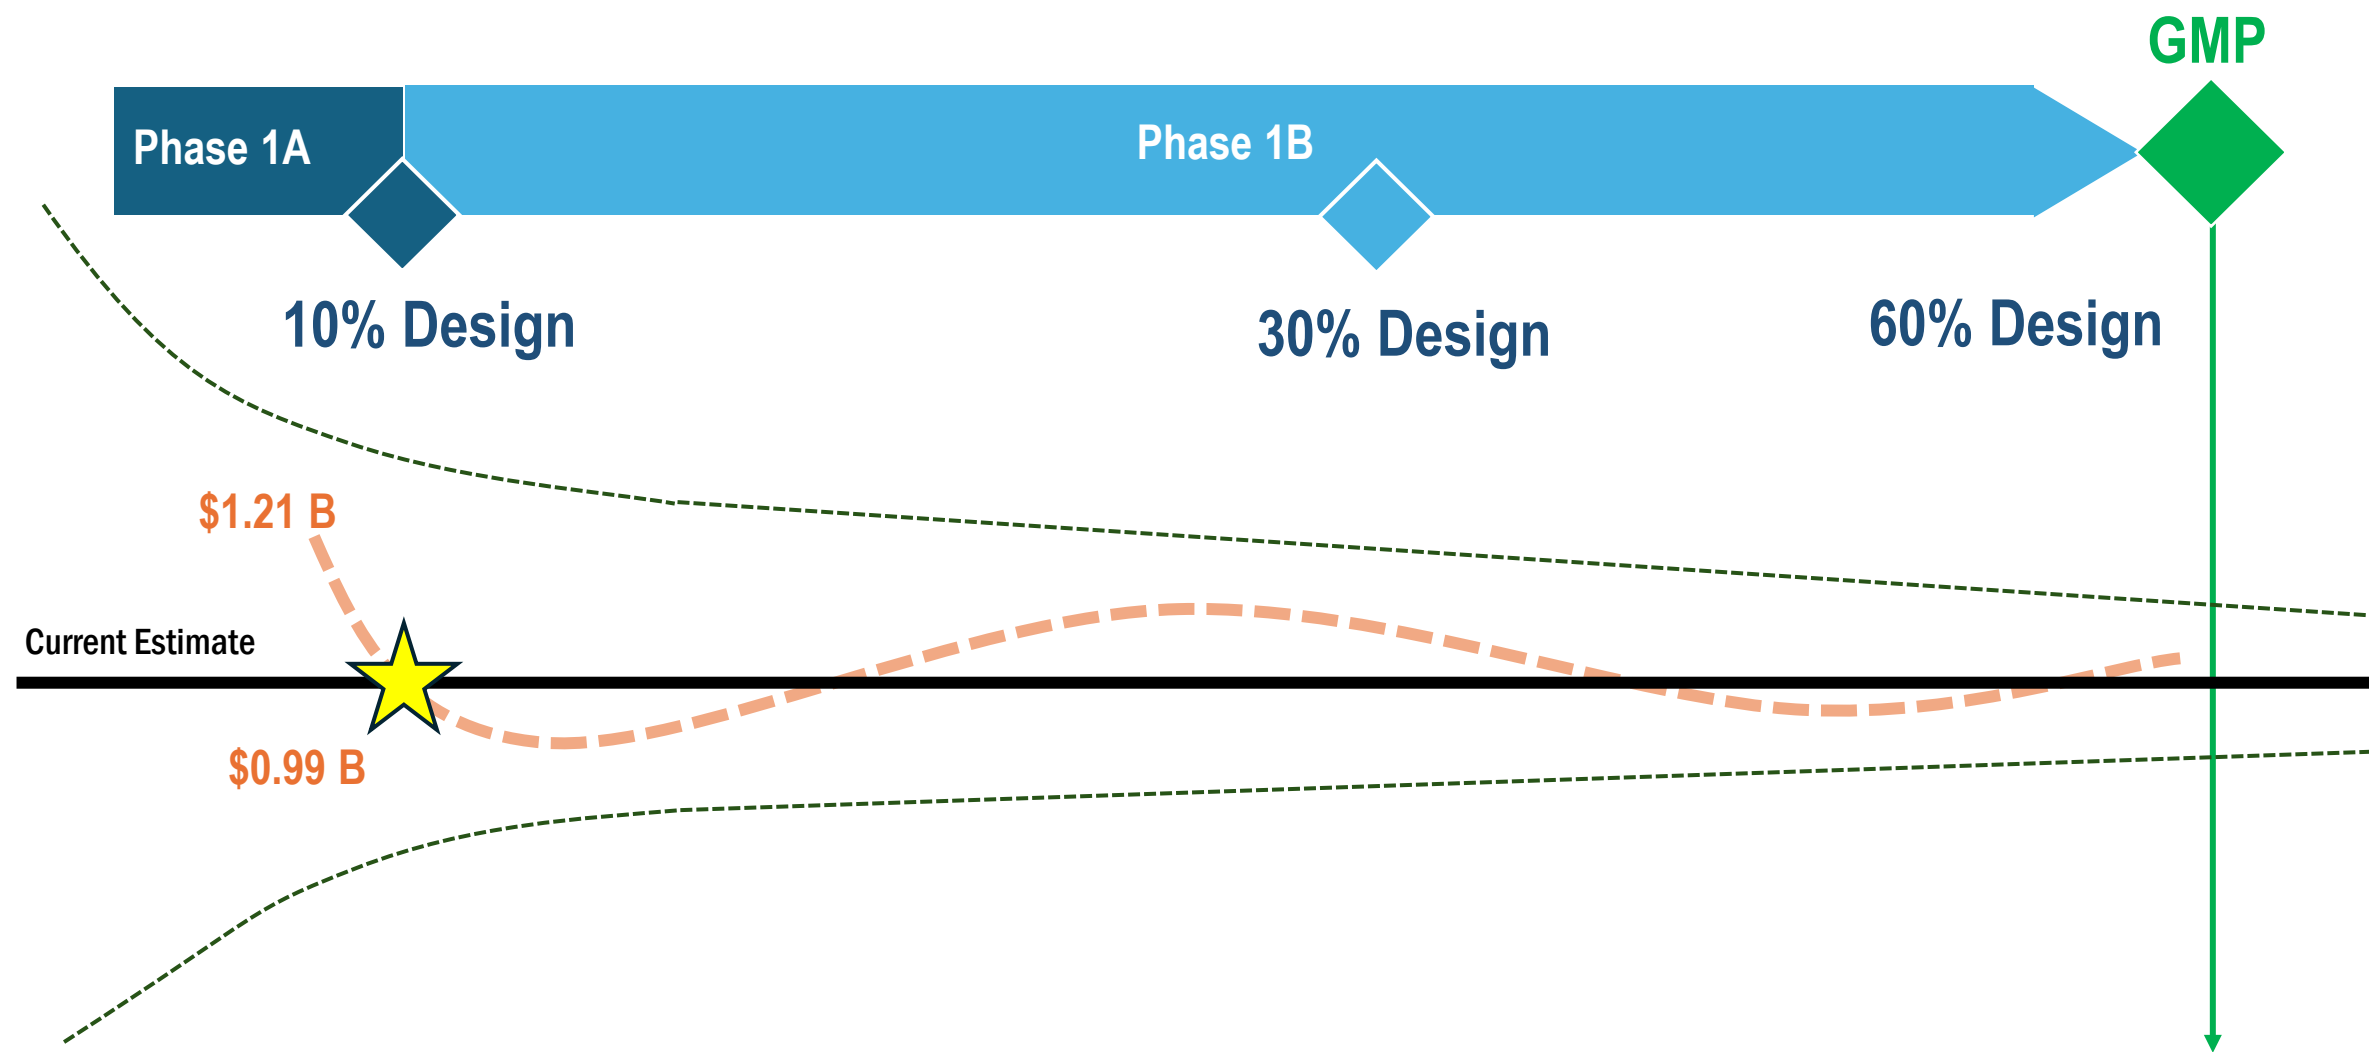 GMP
Phase 1A
Phase 1B
10% Design
30% Design
60% Design
$1.21 B
Current Estimate
$0.99 B